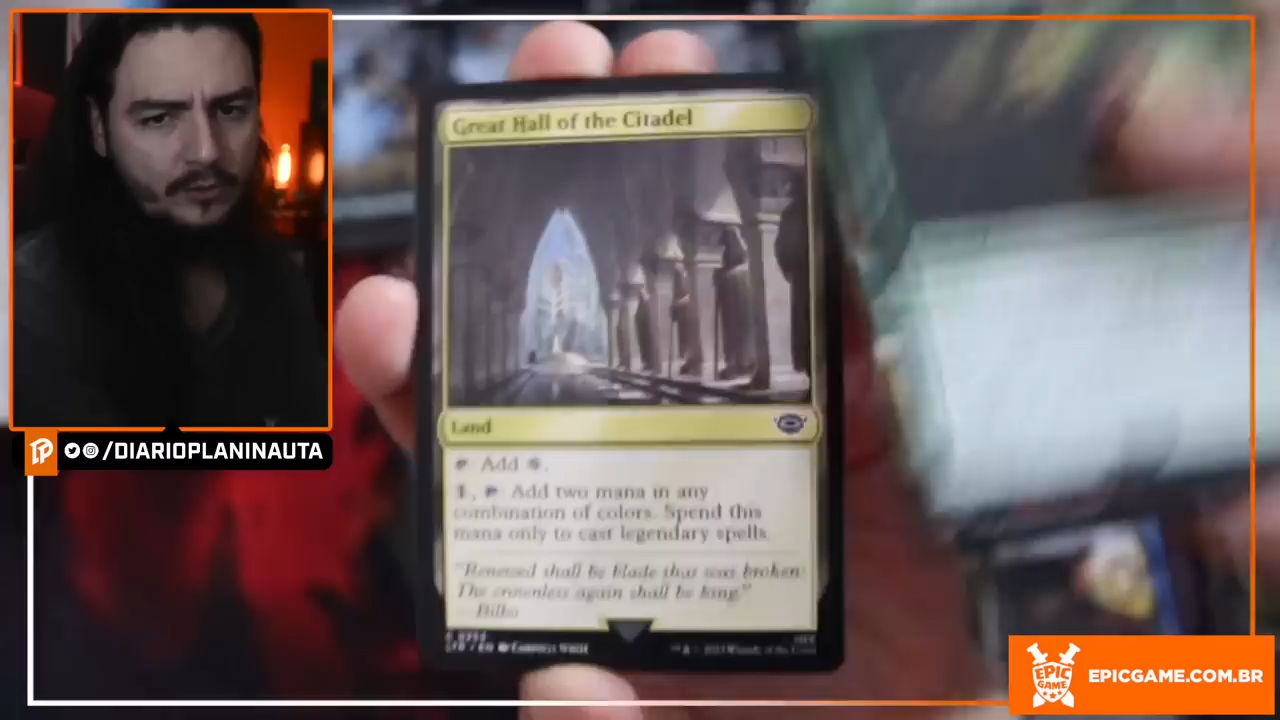 Great Hall of the Citadel
Land
Add
1, Add two mana in any
combination of colors. Spend this
mana only to cast legendary spells.
"Renewed shall be blade that was broken:
The crownless again shall be king."
—Bilbo
/DIARIOPLANINAUTA
EPIC
GAME
EPICGAME.COM.BR